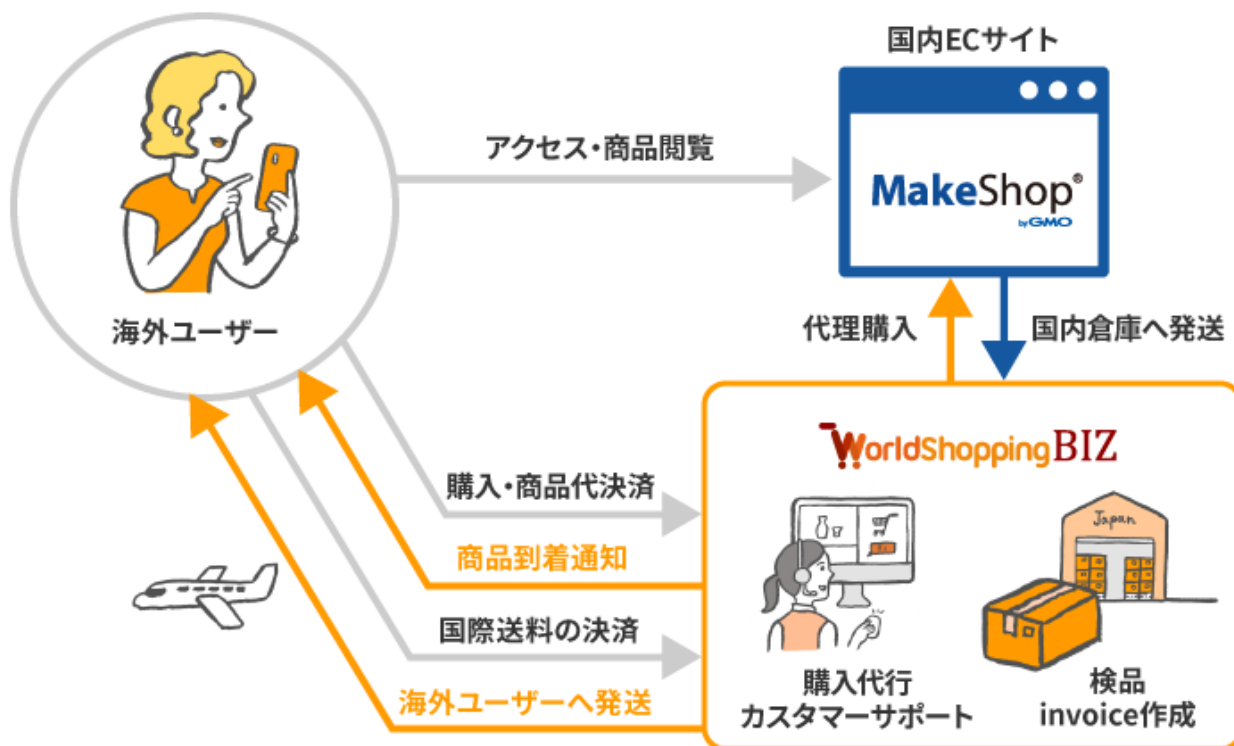 国内ECサイト
アクセス・商品閲覧
MakeShop®
byGMO
海外ユーザー
代理購入
国内倉庫へ発送
WorldShoppingBIZ
購入・商品代決済
商品到着通知
Japan
国際送料の決済
海外ユーザーへ発送
購入代行
カスタマーサポート
検品
invoice作成